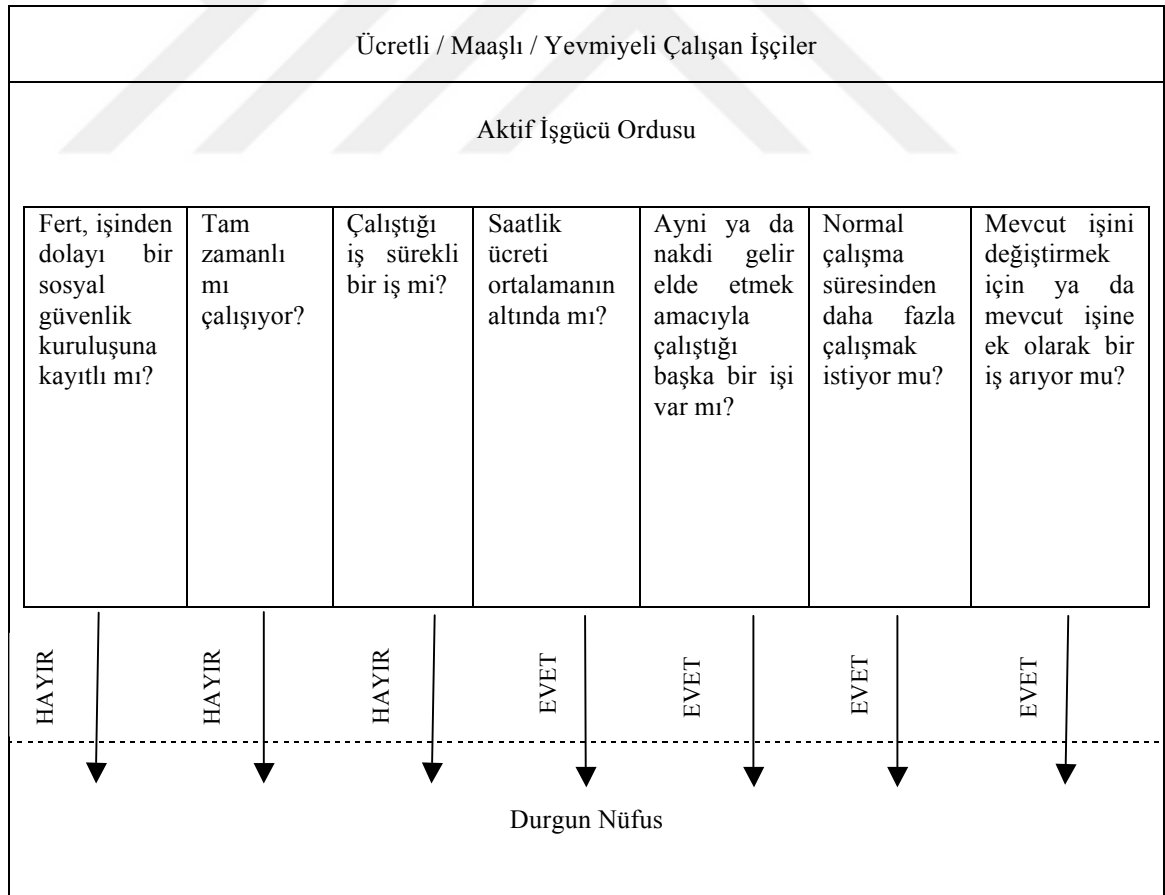 Ücretli / Maaşlı / Yevmiyeli Çalışan İşçiler
Aktif İşgücü Ordusu
Fert, işinden
dolayı bir
sosyal
güvenlik
kuruluşuna
kayıtlı mı?
Tam
zamanlı
mı
çalışıyor?
Çalıştığı
iş sürekli
bir iş mi?
Saatlik
ücreti
ortalamanın
altında mı?
Ayni ya da
nakdi gelir
elde etmek
amacıyla
çalıştığı
başka bir işi
var mı?
Normal
çalışma
süresinden
daha fazla
çalışmak
istiyor mu?
Mevcut işini
değiştirmek
için ya da
mevcut işine
ek olarak bir
iş arıyor mu?
HAYIR
HAYIR
HAYIR
EVET
EVET
EVET
EVET
Durgun Nüfus